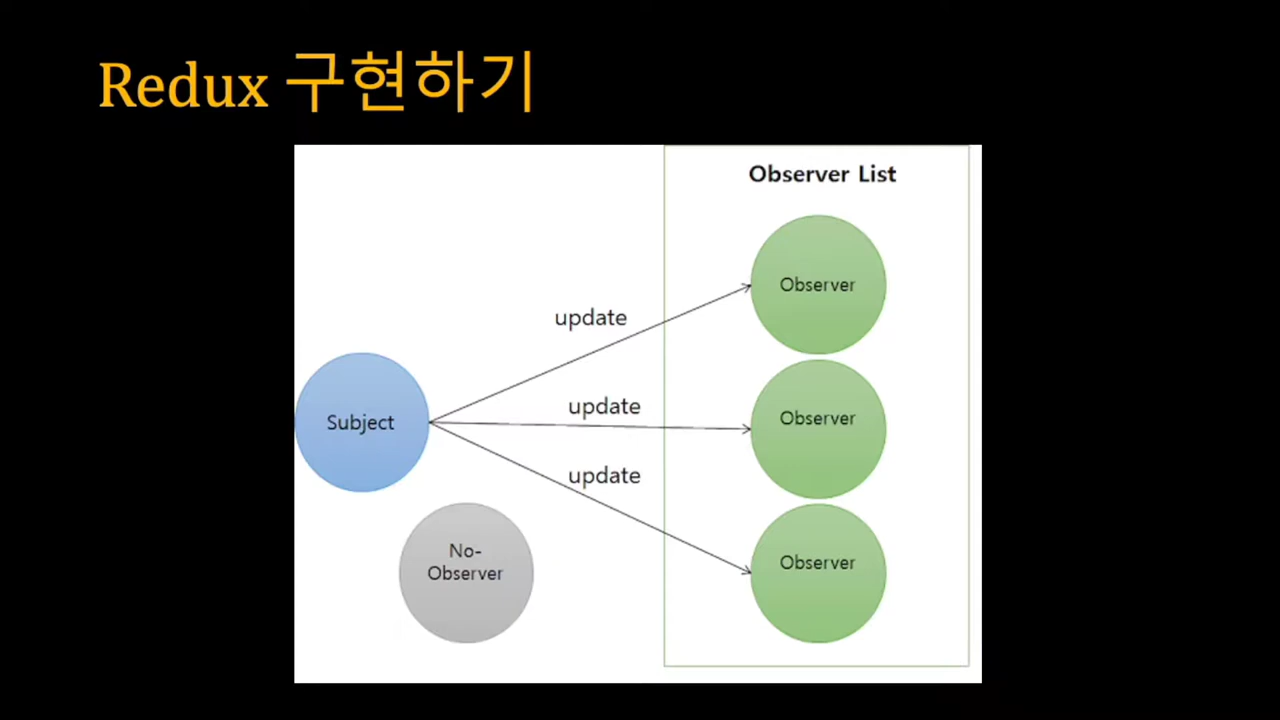 Redux 구현하기
Observer List
Observer
update
update
Observer
Subject
update
No-
Observer
Observer